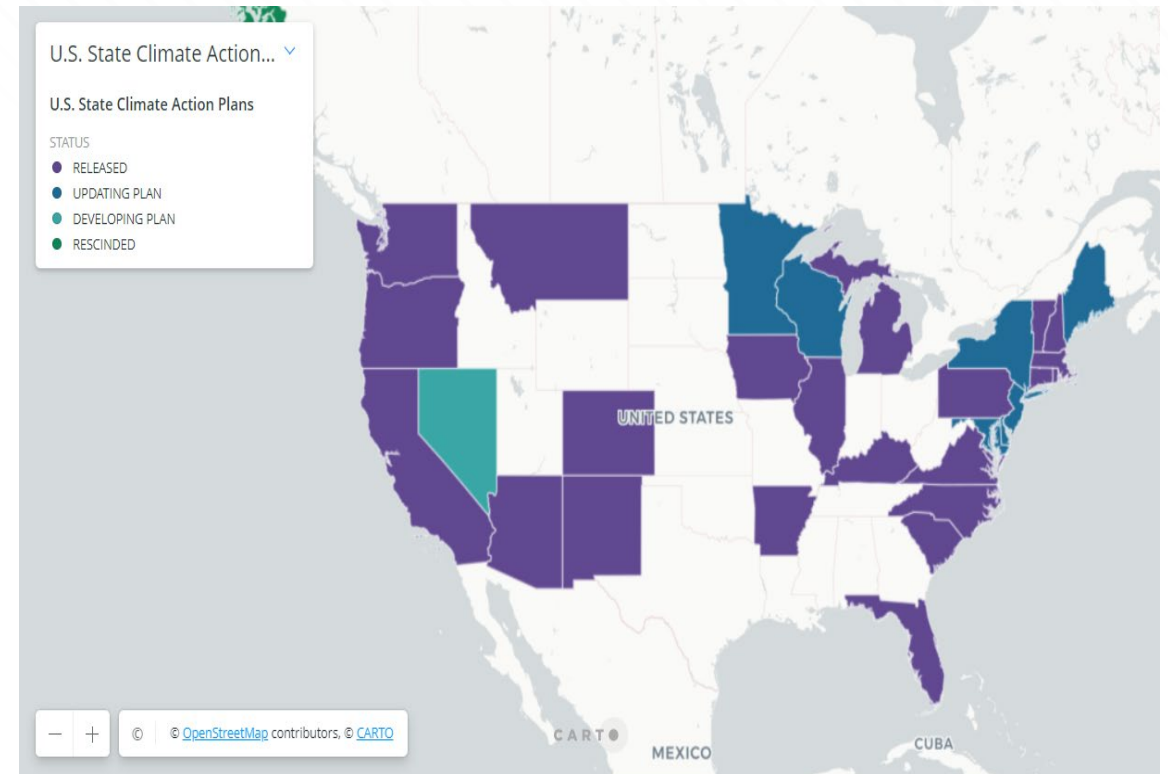 U.S. State Climate Action...
U.S. State Climate Action Plans
STATUS
RELEASED
UPDATING PLAN
DEVELOPING PLAN
RESCINDED
UNITED STATES
MEXICO
CUBA
CARTO
− + © © OpenStreetMap contributors, © CARTO